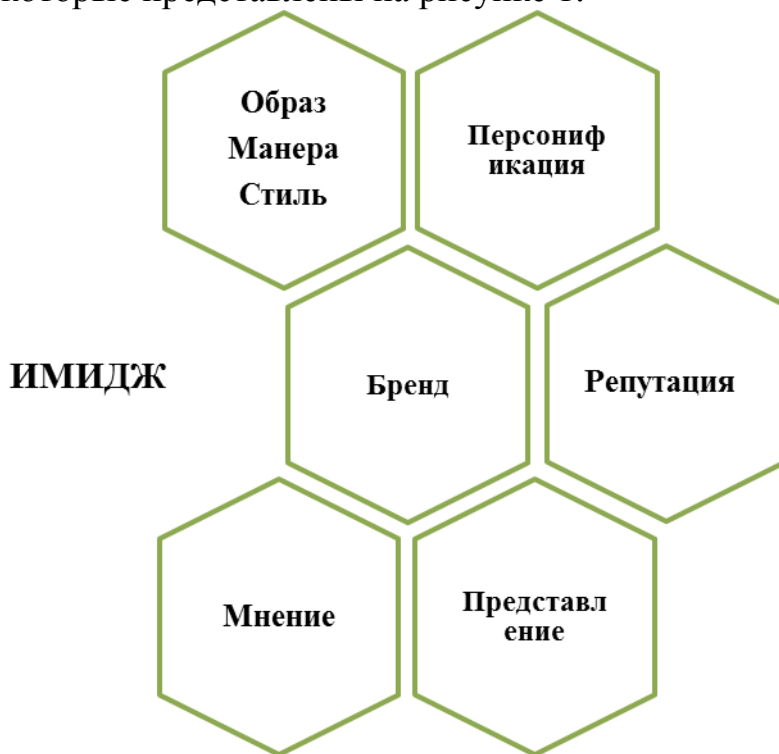 которые представлены на рисунке 1.
Образ
Манера
Стиль
Персониф
икация
ИМИДЖ
Бренд
Репутация
Мнение
Представл
ение